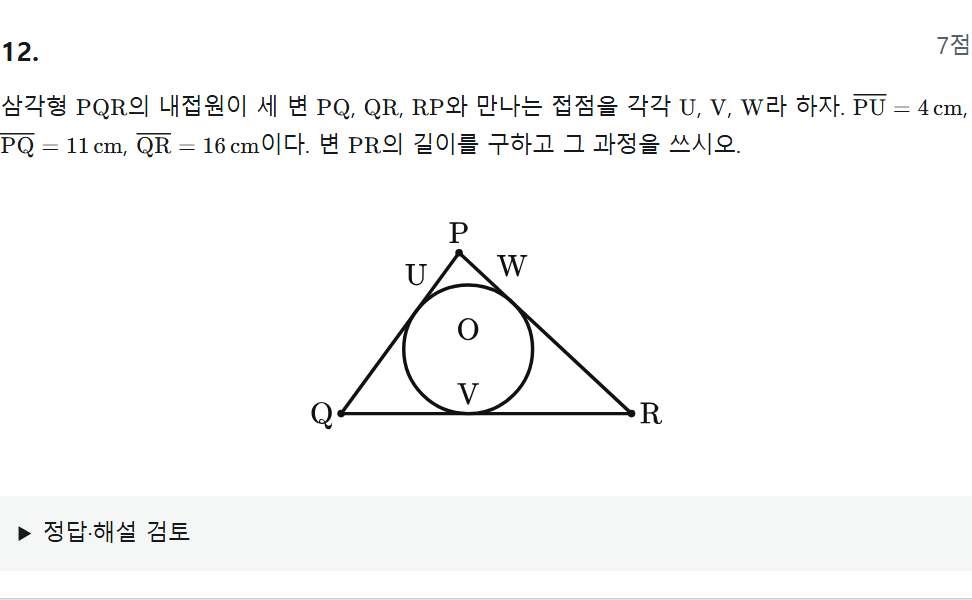 12.
7점
삼각형 PQR의 내접원이 세 변 PQ, QR, RP와 만나는 접점을 각각 U, V, W라 하자. PU = 4 cm,
PQ = 11 cm, QR = 16 cm이다. 변 PR의 길이를 구하고 그 과정을 쓰시오.
P
U
W
O
V
Q
R
▶ 정답·해설 검토